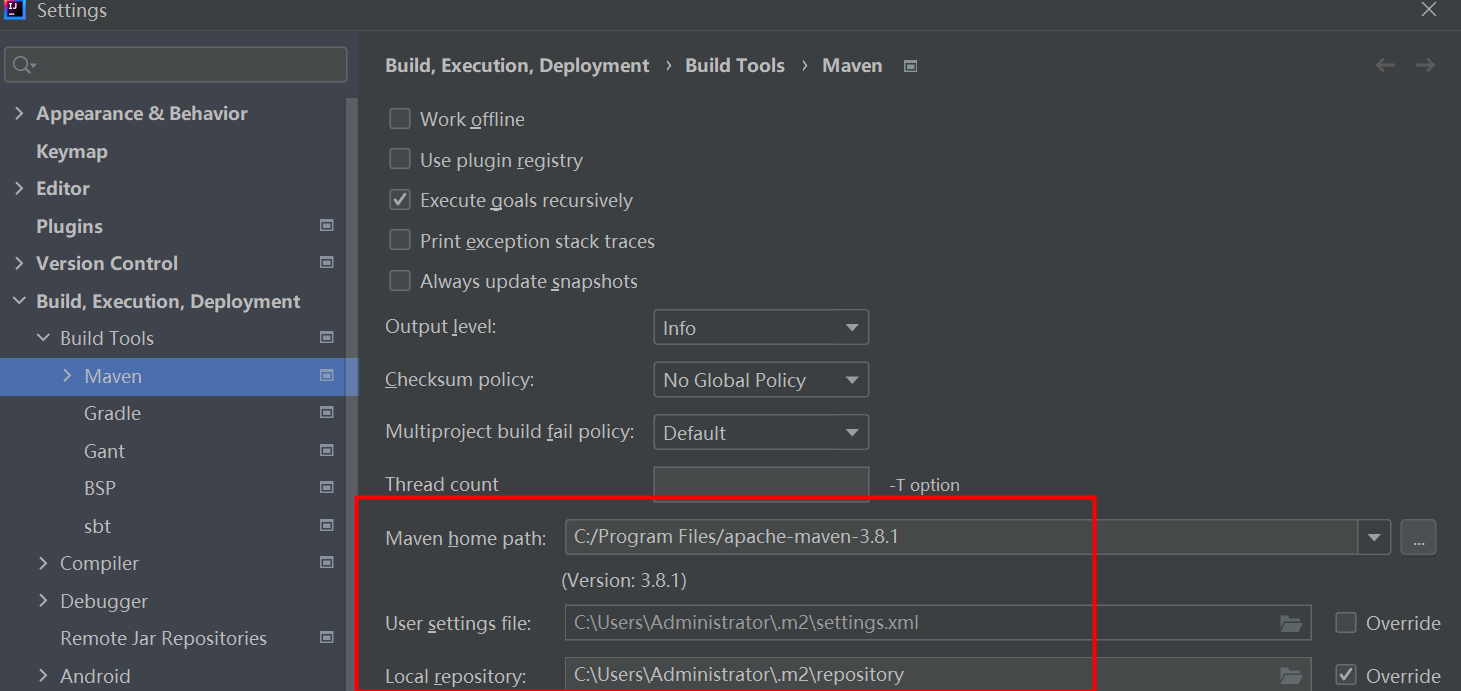 IJ
Settings
Build, Execution, Deployment › Build Tools › Maven
Appearance & Behavior
Keymap
Editor
Plugins
Version Control
Build, Execution, Deployment
Build Tools
Maven
Gradle
Gant
BSP
sbt
Compiler
Debugger
Remote Jar Repositories
Android
Work offline
Use plugin registry
Execute goals recursively
Print exception stack traces
Always update snapshots
Output level: Info
Checksum policy: No Global Policy
Multiproject build fail policy: Default
Thread count -T option
Maven home path: C:/Program Files/apache-maven-3.8.1 ...
(Version: 3.8.1)
User settings file: C:\Users\Administrator\.m2\settings.xml Override
Local repository: C:\Users\Administrator\.m2\repository Override